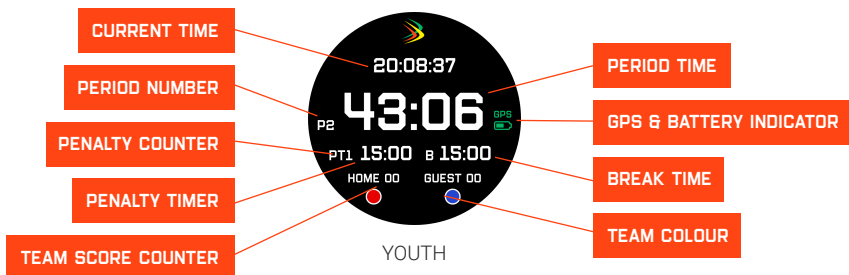 CURRENT TIME
PERIOD NUMBER
PENALTY COUNTER
PENALTY TIMER
TEAM SCORE COUNTER
20:08:37
P2 43:06 GPS
PT1 15:00 B 15:00
HOME 00 GUEST 00
YOUTH
PERIOD TIME
GPS & BATTERY INDICATOR
BREAK TIME
TEAM COLOUR